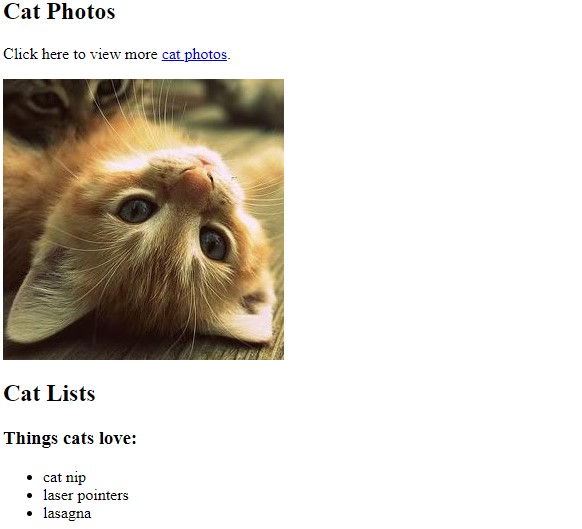 Cat Photos
Click here to view more cat photos.
Cat Lists
Things cats love:
cat nip
laser pointers
lasagna